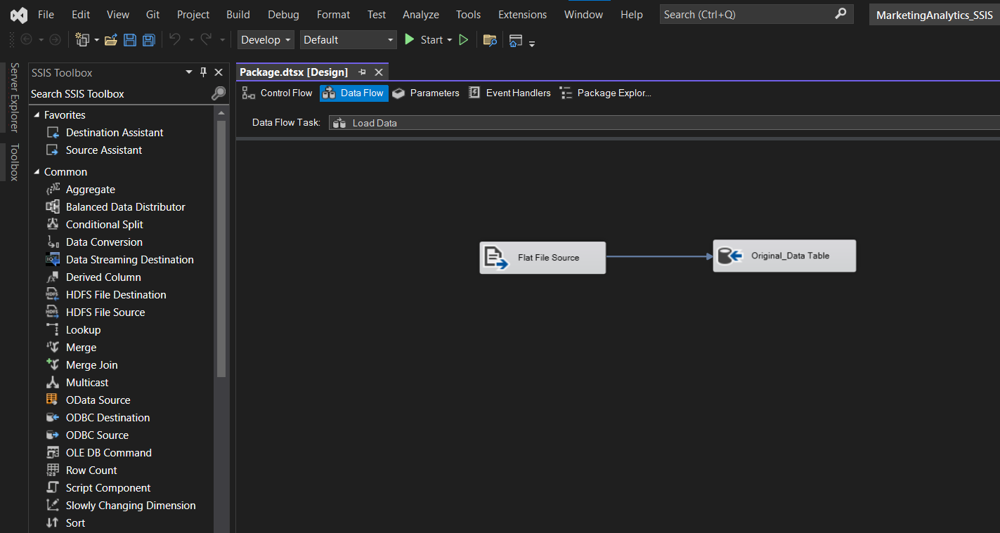 File Edit View Git Project Build Debug Format Test Analyze Tools Extensions Window Help Search (Ctrl+Q) MarketingAnalytics_SSIS
Develop Default Start
Server Explorer
Toolbox
SSIS Toolbox
Search SSIS Toolbox
Favorites
Destination Assistant
Source Assistant
Common
Aggregate
Balanced Data Distributor
Conditional Split
Data Conversion
Data Streaming Destination
Derived Column
HDFS File Destination
HDFS File Source
Lookup
Merge
Merge Join
Multicast
OData Source
ODBC Destination
ODBC Source
OLE DB Command
Row Count
Script Component
Slowly Changing Dimension
Sort
Package.dtsx [Design]
Control Flow Data Flow Parameters Event Handlers Package Explor...
Data Flow Task: Load Data
Flat File Source
Original_Data Table